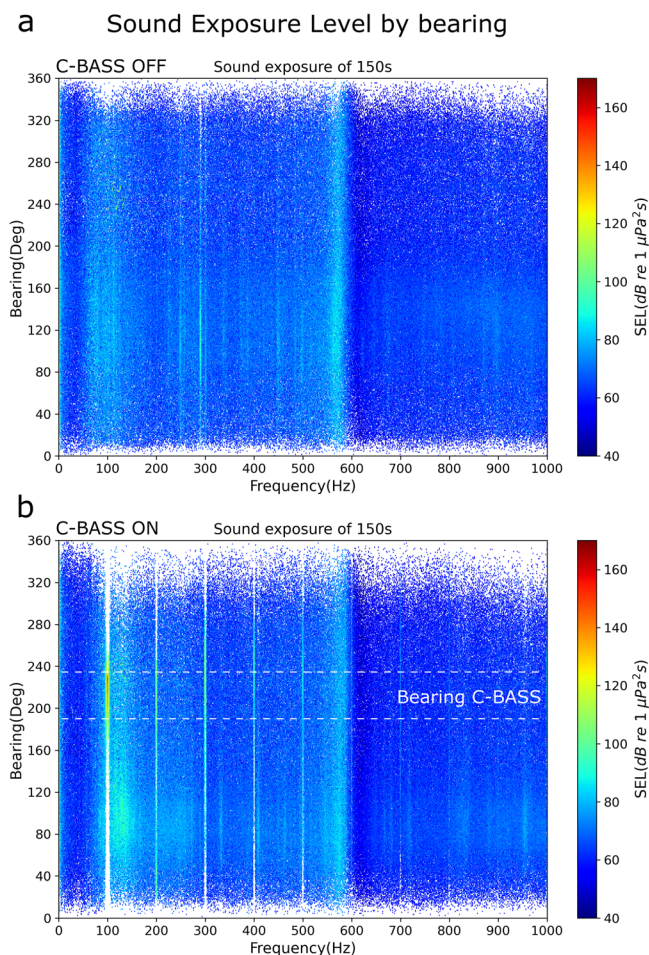 a Sound Exposure Level by bearing
C-BASS OFF Sound exposure of 150s
360
320
280
240
200
160
120
80
40
0
Bearing(Deg)
0 100 200 300 400 500 600 700 800 900 1000
Frequency(Hz)
160
140
120
100
80
60
40
SEL(dB re 1 μPa²s)
b
C-BASS ON Sound exposure of 150s
360
320
280
240
200
160
120
80
40
0
Bearing(Deg)
Bearing C-BASS
0 100 200 300 400 500 600 700 800 900 1000
Frequency(Hz)
160
140
120
100
80
60
40
SEL(dB re 1 μPa²s)